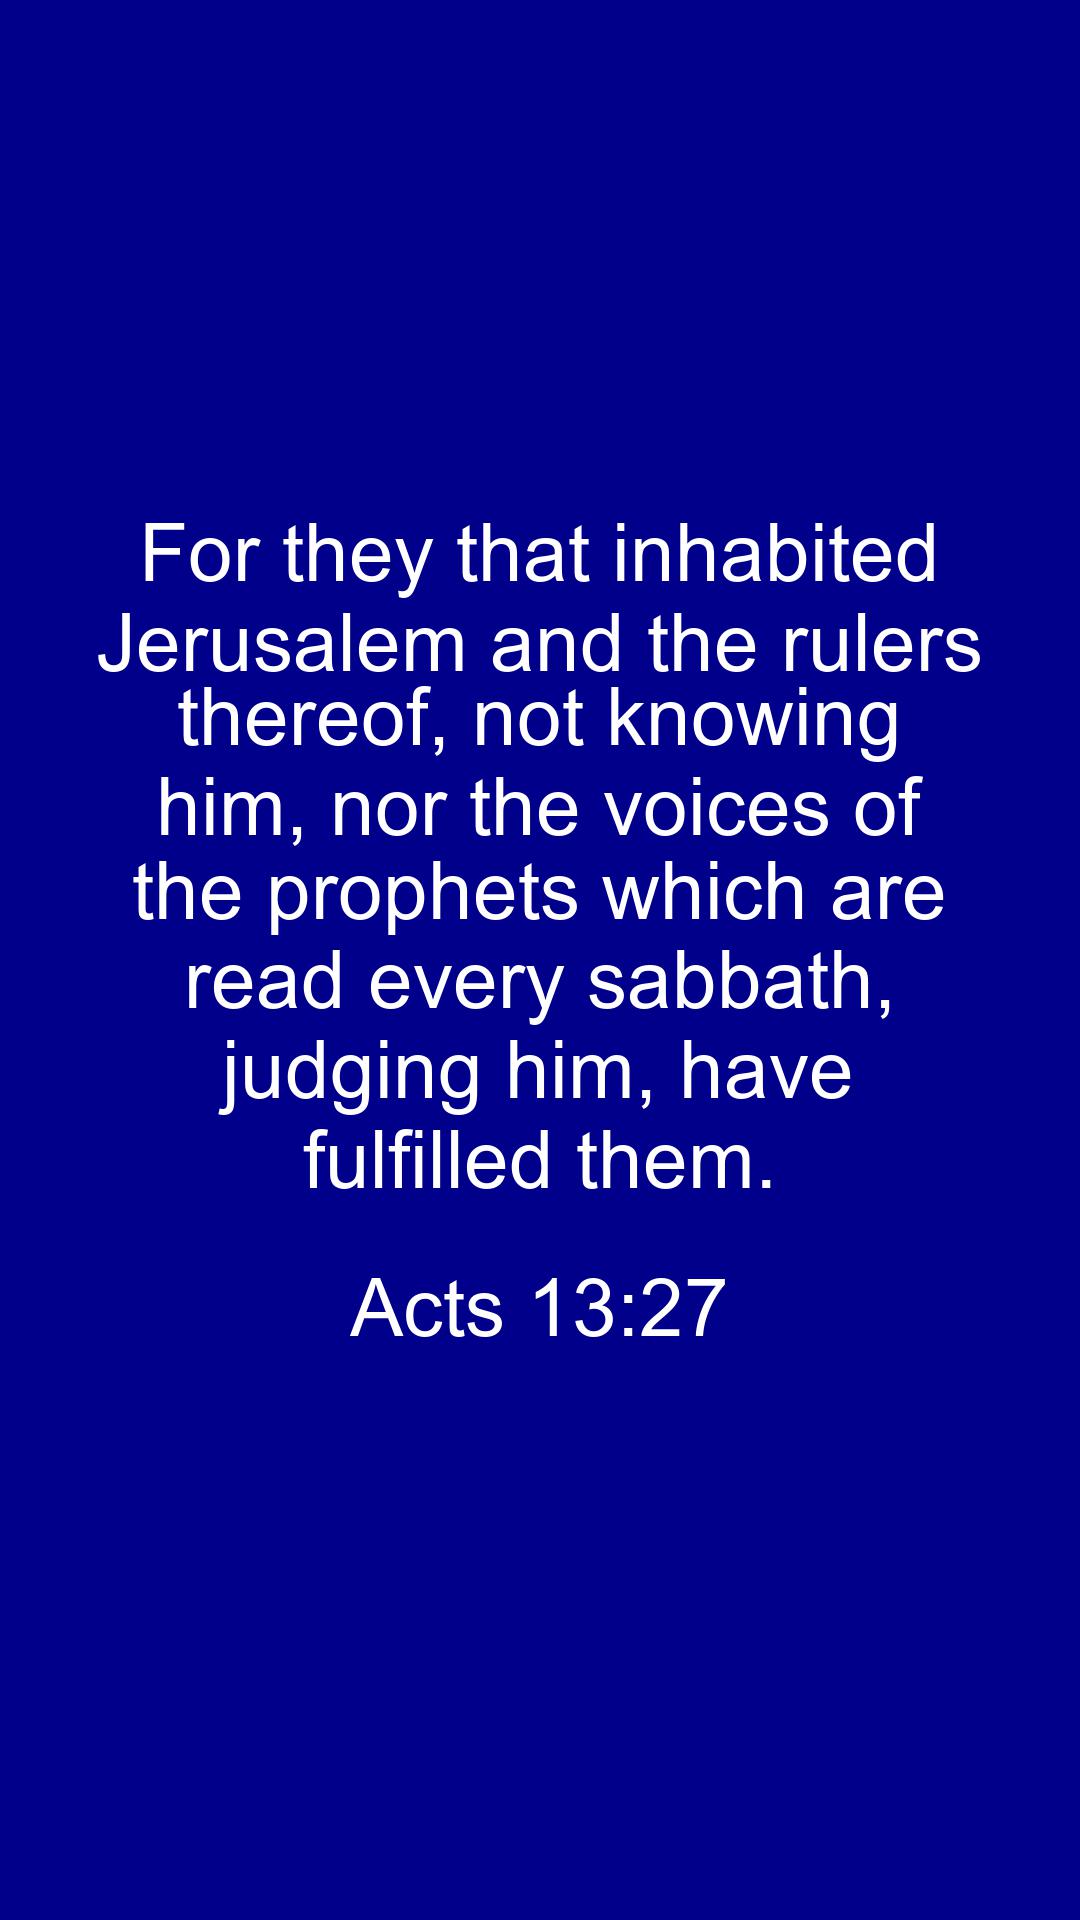 For they that inhabited
Jerusalem and the rulers
thereof, not knowing
him, nor the voices of
the prophets which are
read every sabbath,
judging him, have
fulfilled them.
Acts 13:27